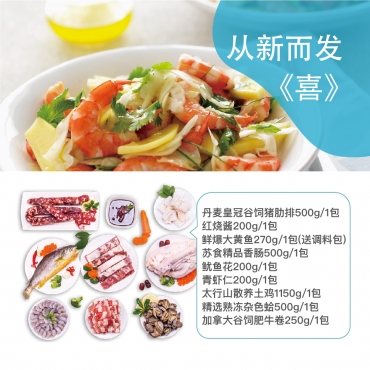 从新而发
《喜》
丹麦皇冠谷饲猪肋排500g/1包
红烧酱200g/1包
鲜爆大黄鱼270g/1包(送调料包)
苏食精品香肠500g/1包
鱿鱼花200g/1包
青虾仁200g/1包
太行山散养土鸡1150g/1包
精选熟冻杂色蛤500g/1包
加拿大谷饲肥牛卷250g/1包